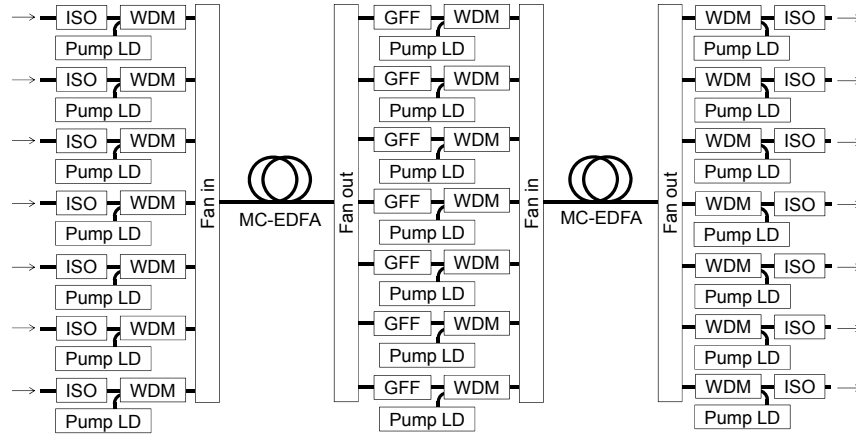 ISO WDM GFF WDM WDM ISO
Pump LD Pump LD Pump LD
ISO WDM GFF WDM WDM ISO
Pump LD Pump LD Pump LD
ISO WDM GFF WDM WDM ISO
Pump LD Pump LD Pump LD
ISO WDM Fan in MC-EDFA Fan out GFF WDM Fan in MC-EDFA Fan out WDM ISO
Pump LD Pump LD Pump LD
ISO WDM GFF WDM WDM ISO
Pump LD Pump LD Pump LD
ISO WDM GFF WDM WDM ISO
Pump LD Pump LD Pump LD
ISO WDM GFF WDM WDM ISO
Pump LD Pump LD Pump LD